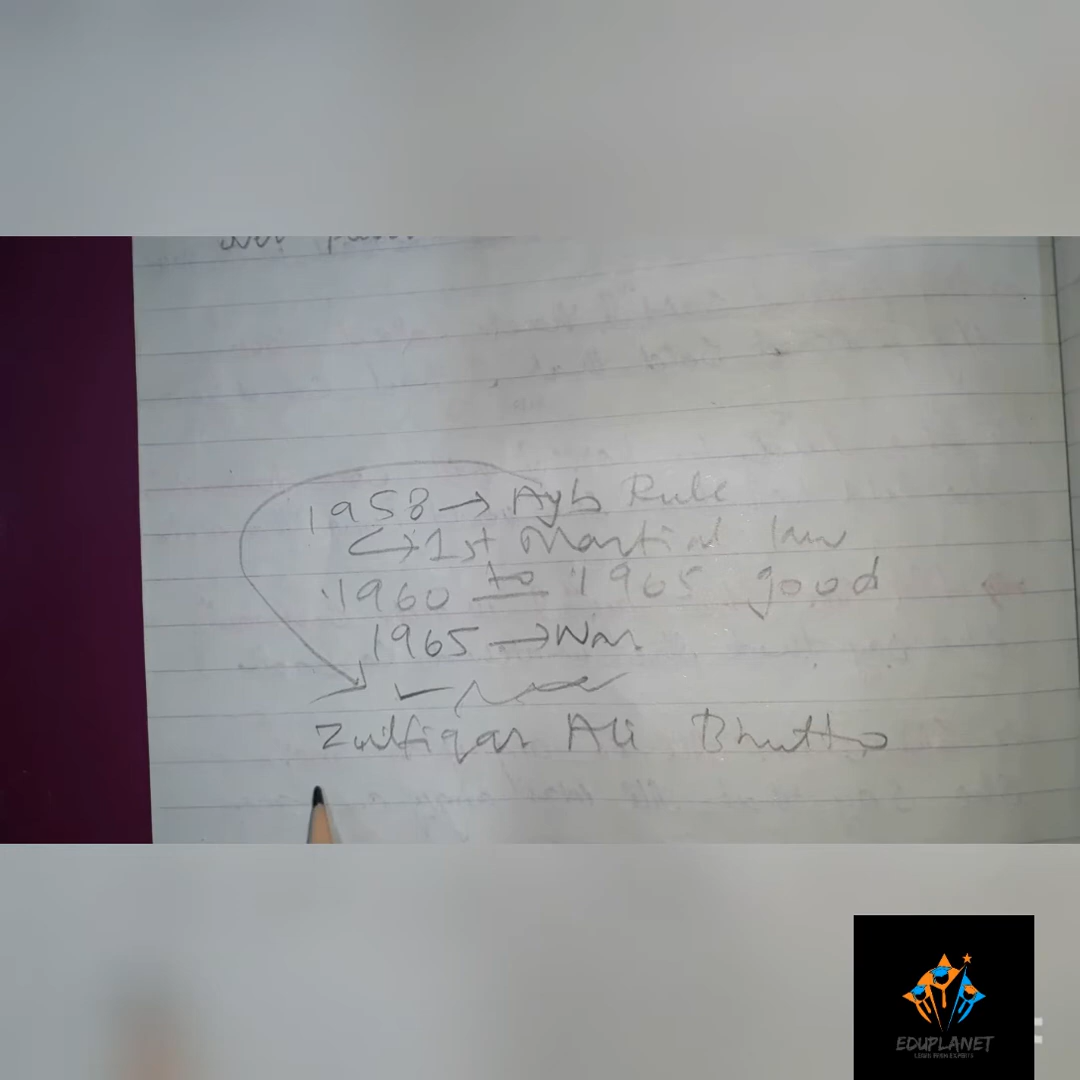 1958 → Ayb Rule
↳ 1st Martial law
1960 to 1965 good
1965 → War
Zulfiqar Ali Bhutto
EDUPLANET